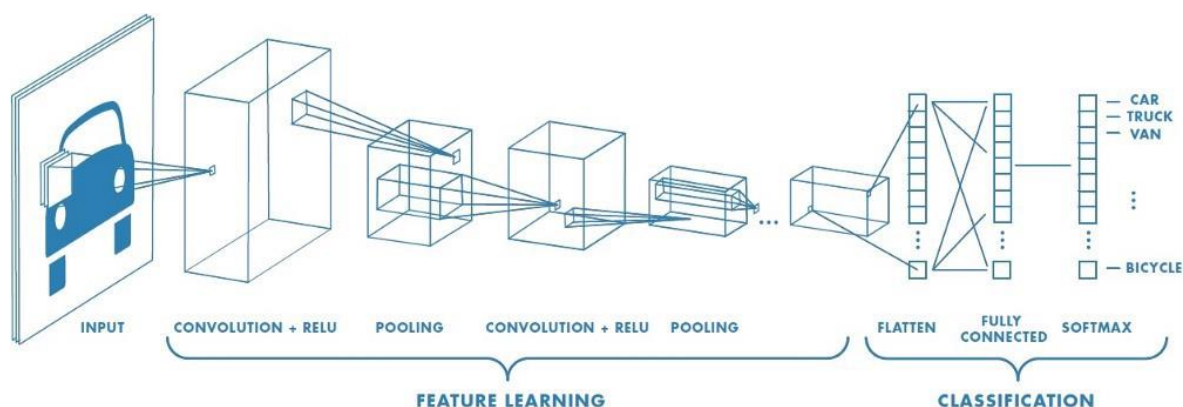 CAR
TRUCK
VAN
BICYCLE
INPUT
CONVOLUTION + RELU
POOLING
CONVOLUTION + RELU
POOLING
FLATTEN
FULLY
CONNECTED
SOFTMAX
FEATURE LEARNING
CLASSIFICATION